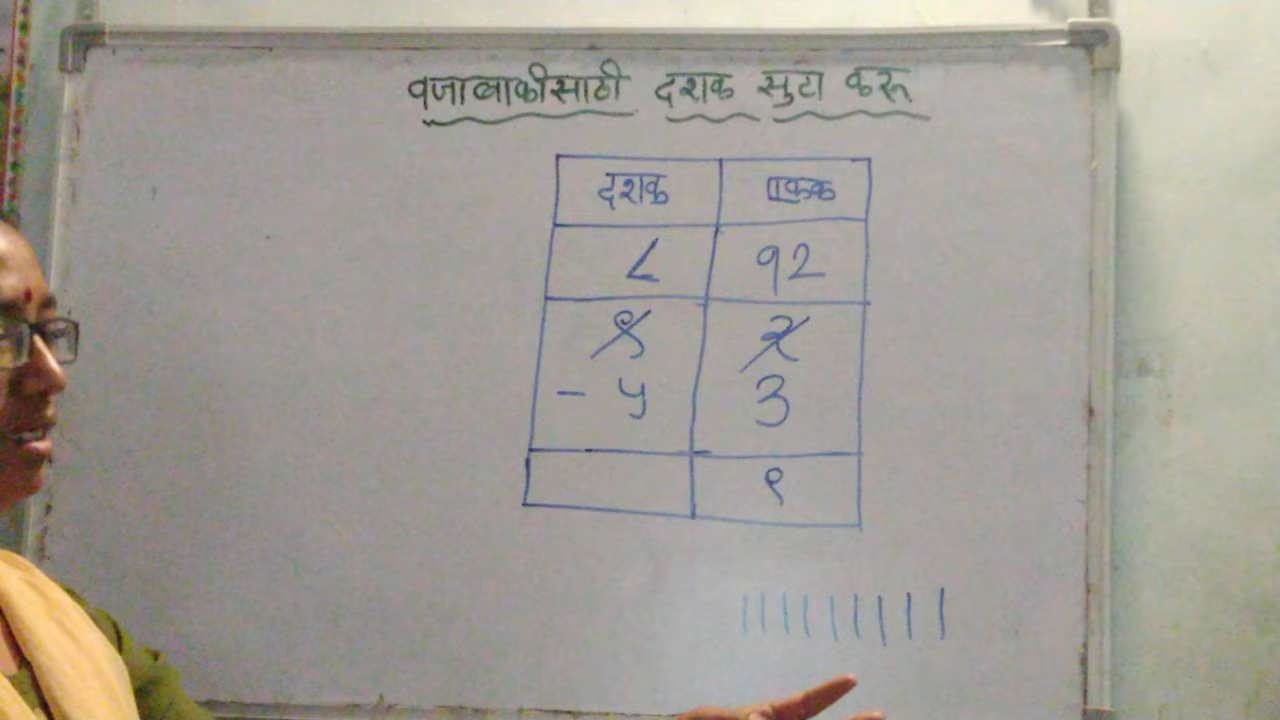 वजाबाकीसाठी दशक सुटा करू
दशक एकक
८ १२
९ २
- ५ ३
९